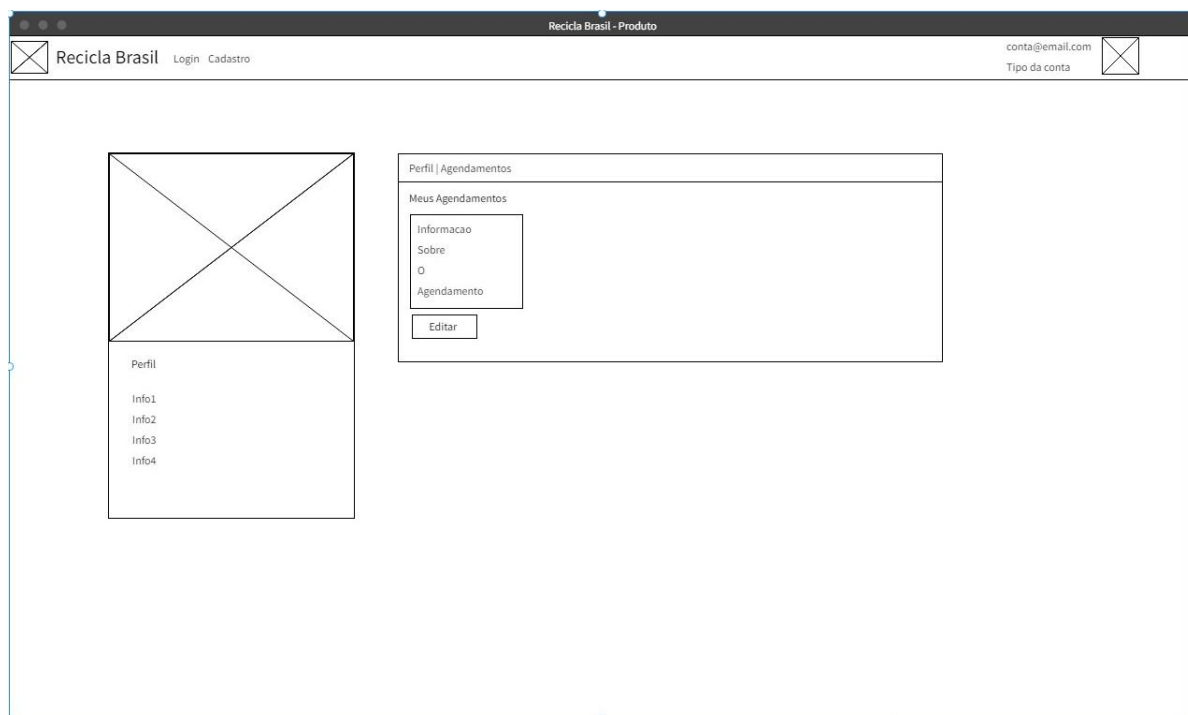 Recicla Brasil - Produto
Recicla Brasil Login Cadastro
conta@email.com
Tipo da conta
Perfil
Info1
Info2
Info3
Info4
Perfil | Agendamentos
Meus Agendamentos
Informacao
Sobre
O
Agendamento
Editar